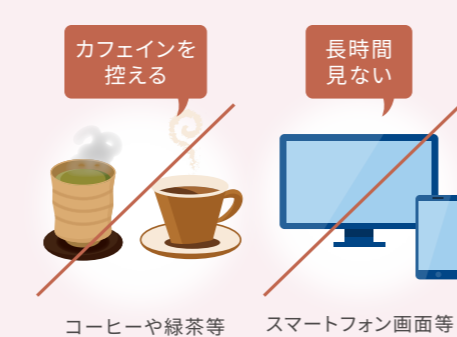 カフェインを
控える
長時間
見ない
コーヒーや緑茶等
スマートフォン画面等